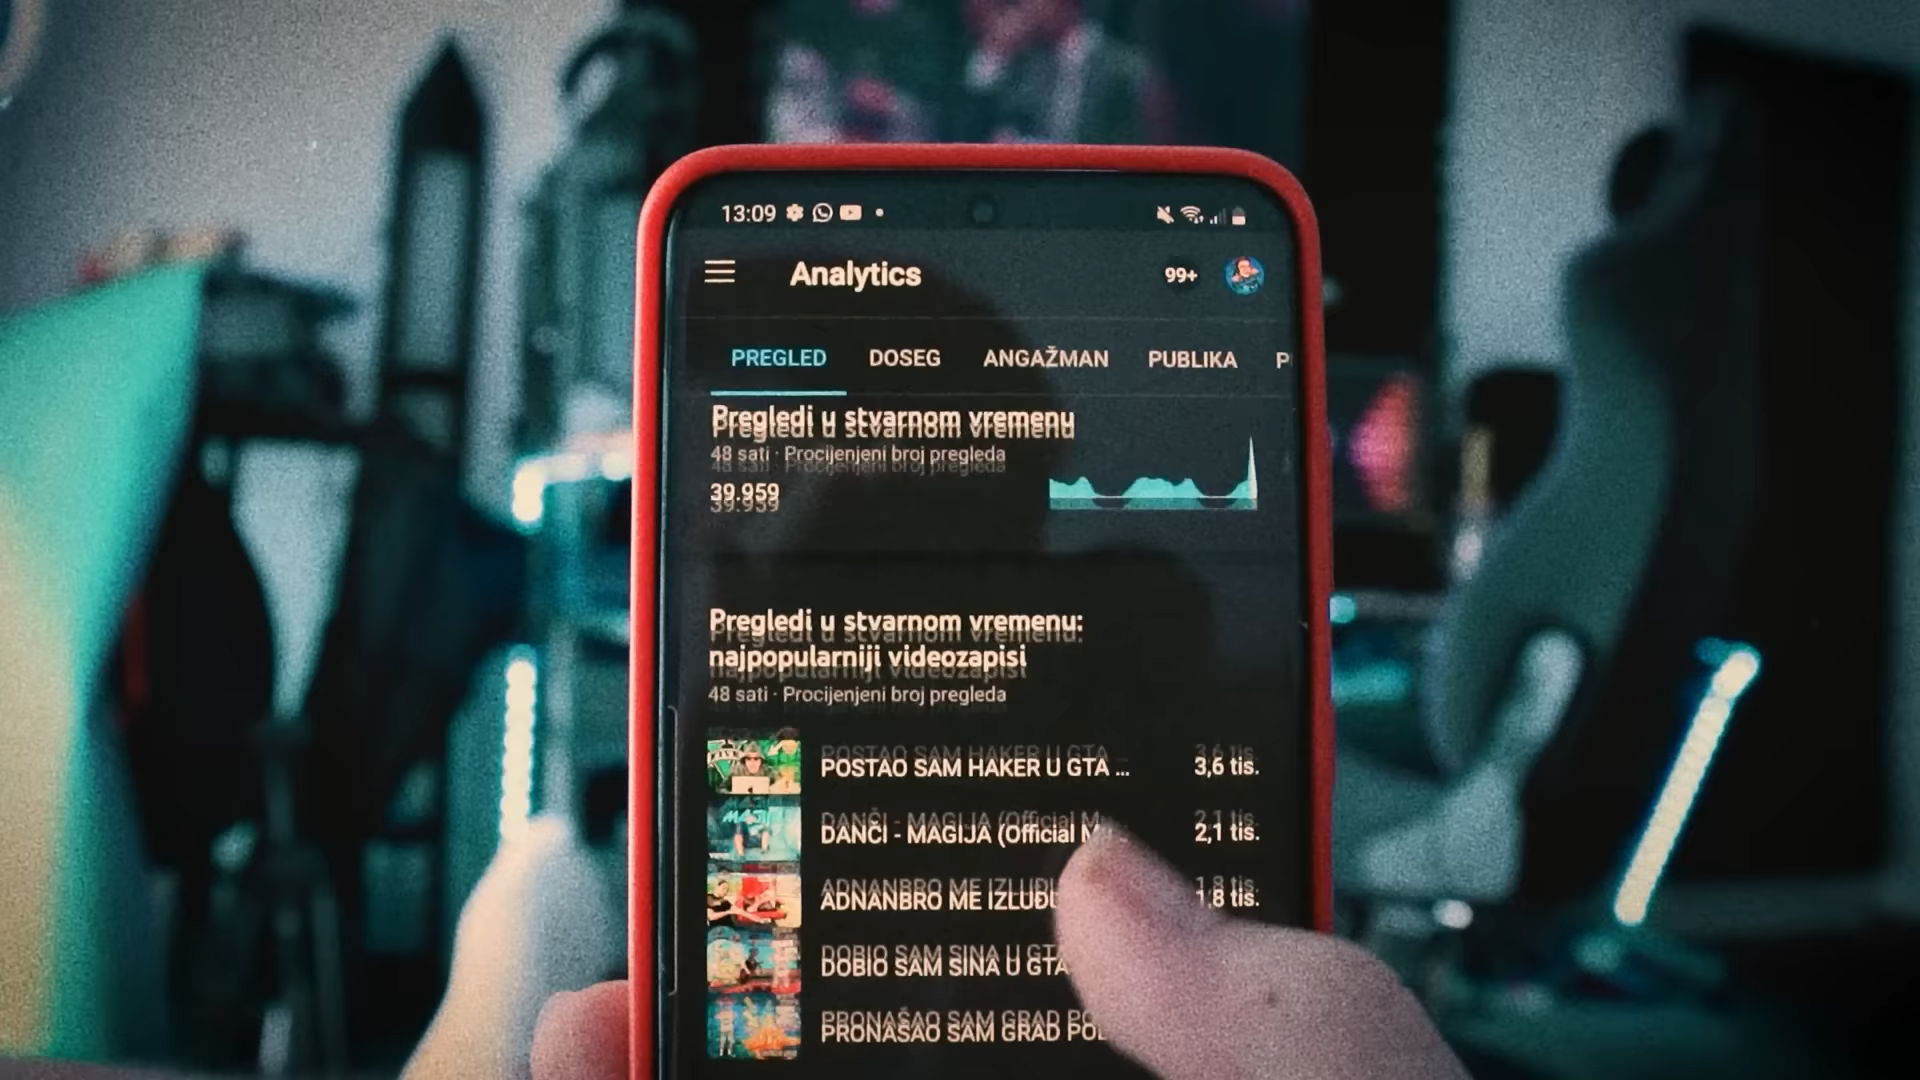 13:09
Analytics
99+
PREGLED DOSEG ANGAŽMAN PUBLIKA P
Pregledi u stvarnom vremenu
48 sati · Procijenjeni broj pregleda
39.959
Pregledi u stvarnom vremenu:
najpopularniji videozapisi
48 sati · Procijenjeni broj pregleda
POSTAO SAM HAKER U GTA ... 3,6 tis.
DANČI - MAGIJA (Official M 2,1 tis.
ADNANBRO ME IZLUĐU 1,8 tis.
DOBIO SAM SINA U GTA
PRONAŠAO SAM GRAD POD